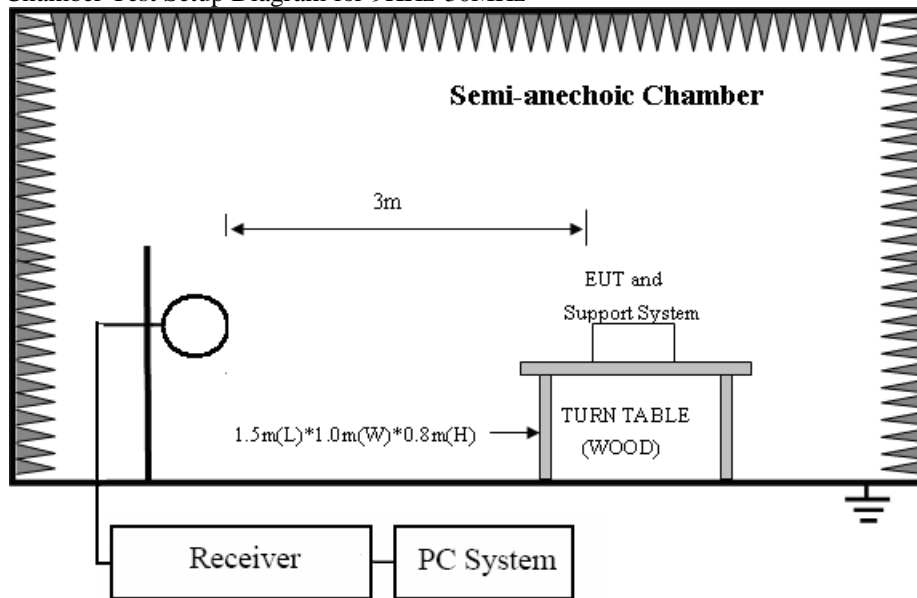 Chamber Test Setup Diagram for 9KHz-30MHz
Semi-anechoic Chamber
3m
EUT and
Support System
1.5m(L)*1.0m(W)*0.8m(H)
TURN TABLE
(WOOD)
Receiver
PC System